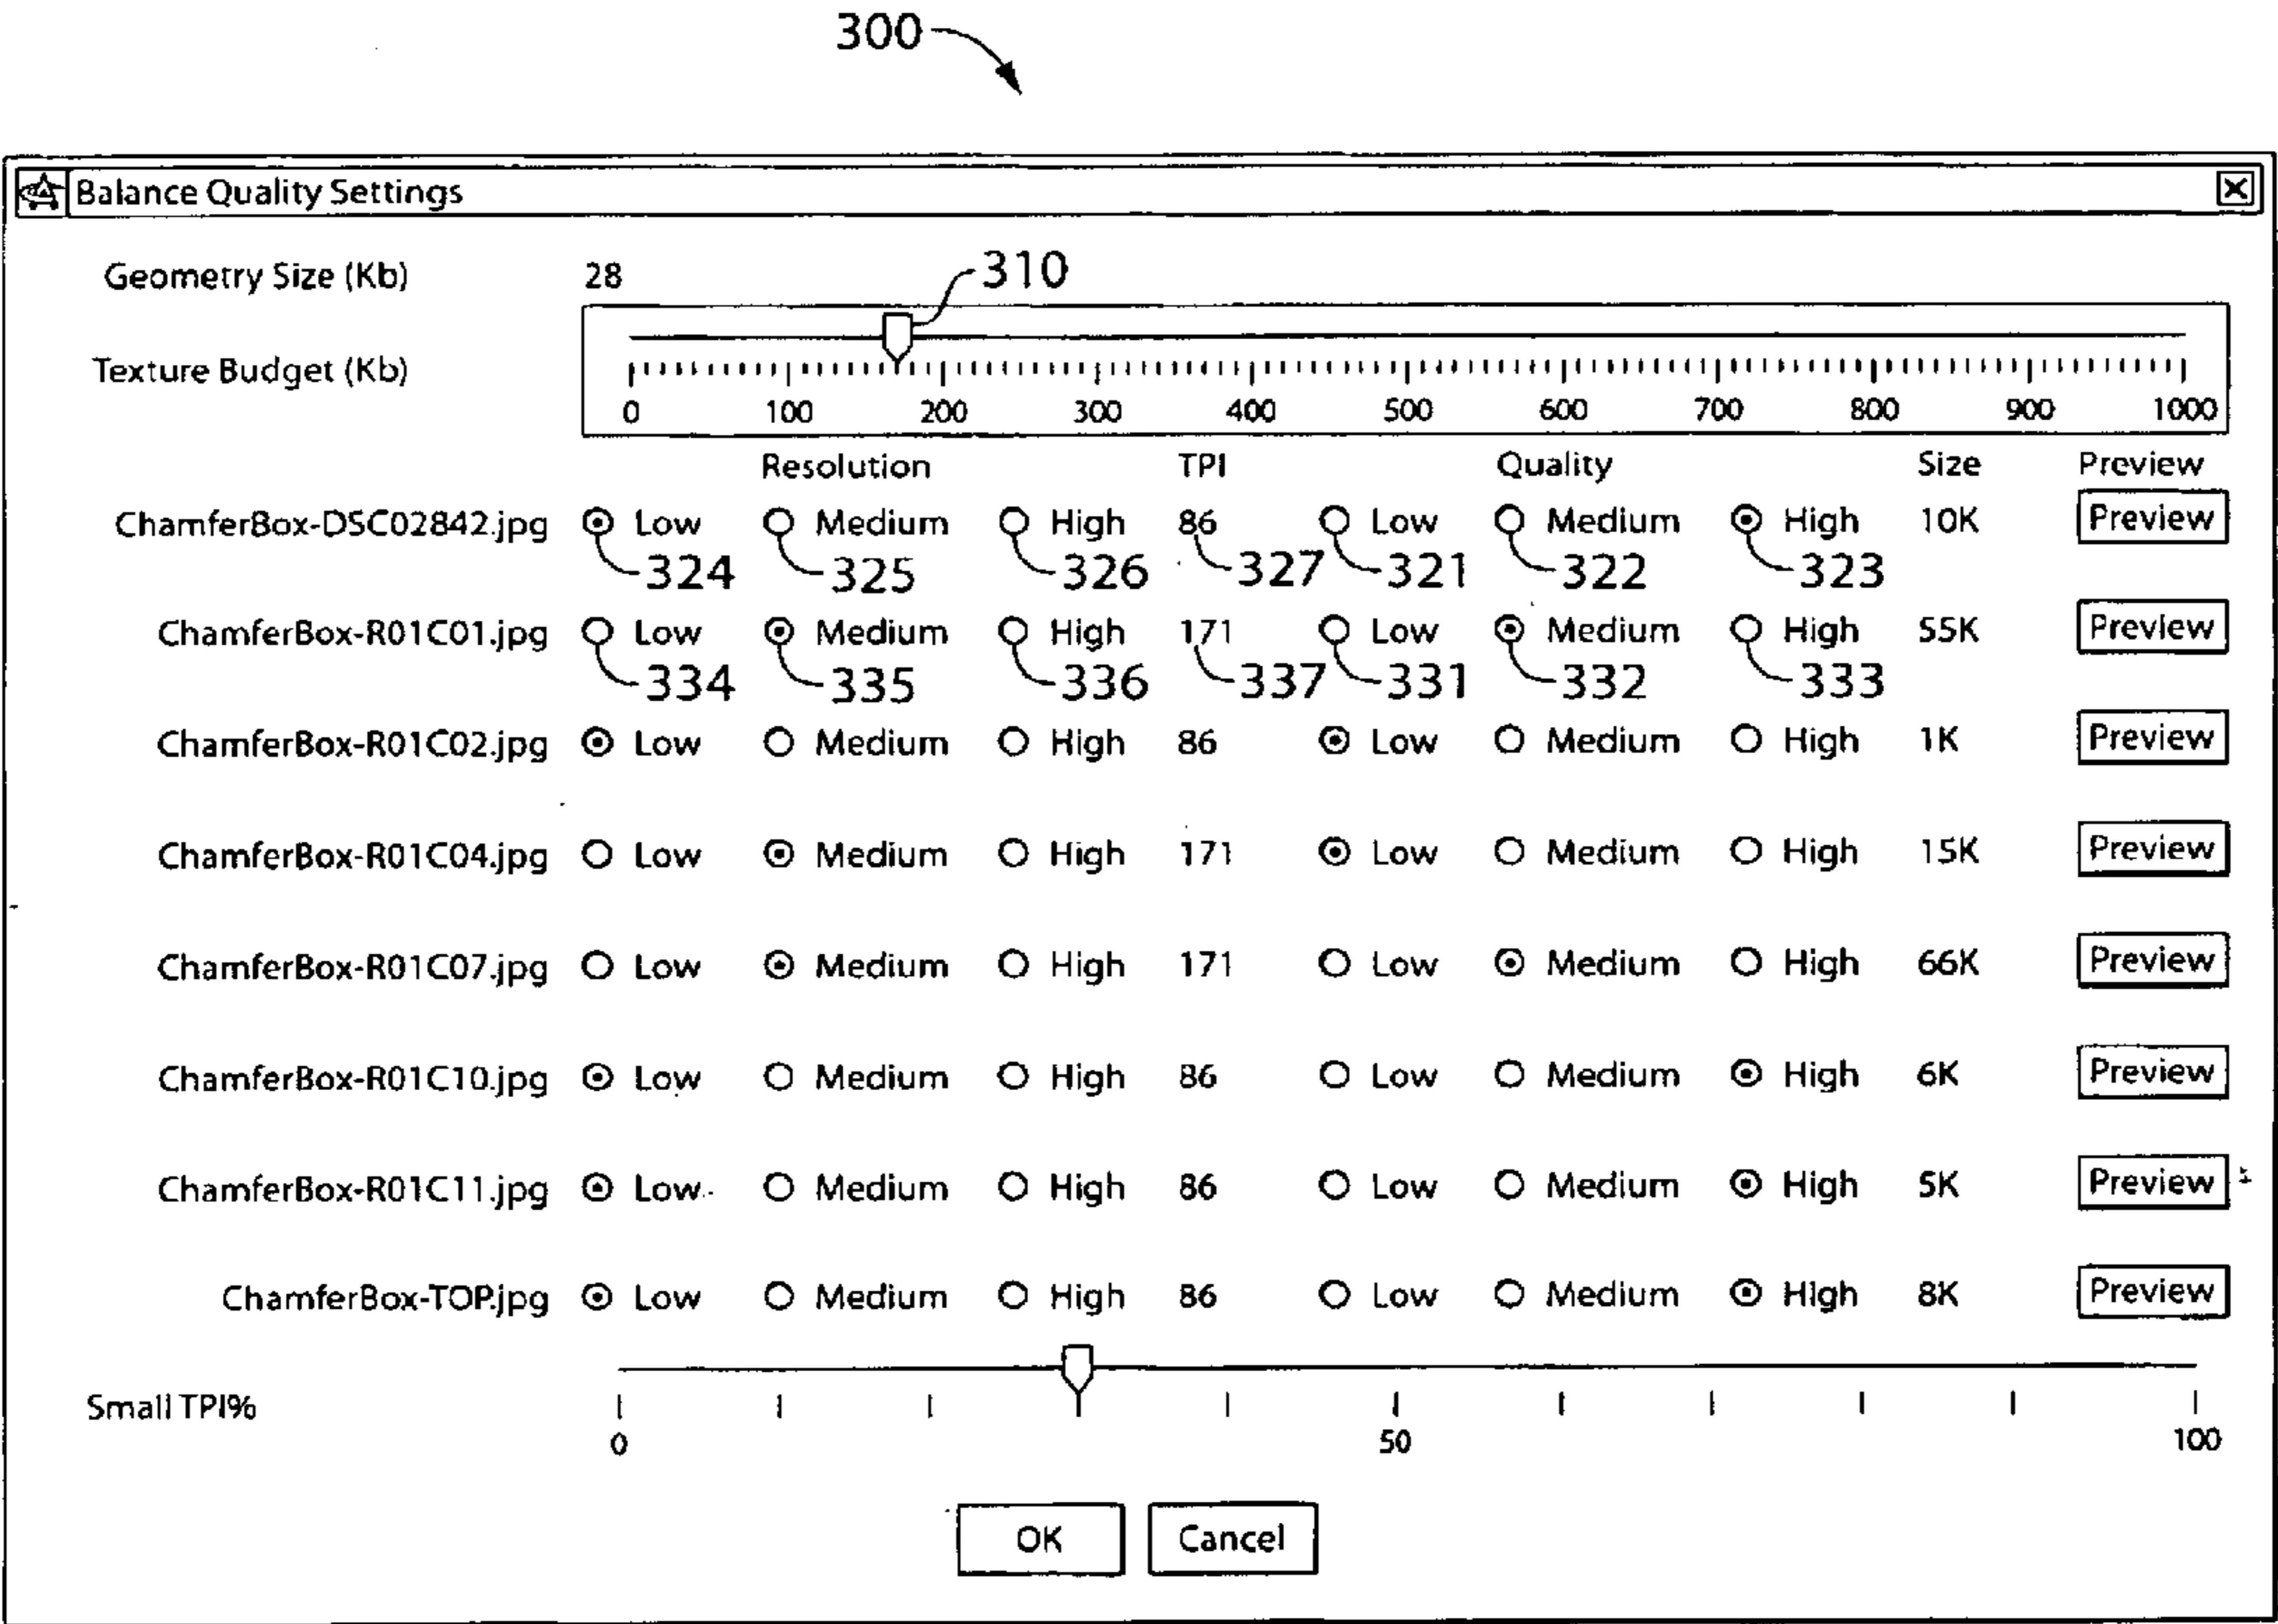 300
Balance Quality Settings
Geometry Size (Kb) 28 310
Texture Budget (Kb)
0 100 200 300 400 500 600 700 800 900 1000
Resolution TPI Quality Size Preview
ChamferBox-DSC02842.jpg Low Medium High 86 Low Medium High 10K Preview
324 325 326 327 321 322 323
ChamferBox-R01C01.jpg Low Medium High 171 Low Medium High 55K Preview
334 335 336 337 331 332 333
ChamferBox-R01C02.jpg Low Medium High 86 Low Medium High 1K Preview
ChamferBox-R01C04.jpg Low Medium High 171 Low Medium High 15K Preview
ChamferBox-R01C07.jpg Low Medium High 171 Low Medium High 66K Preview
ChamferBox-R01C10.jpg Low Medium High 86 Low Medium High 6K Preview
ChamferBox-R01C11.jpg Low Medium High 86 Low Medium High 5K Preview
ChamferBox-TOP.jpg Low Medium High 86 Low Medium High 8K Preview
Small TPI%
0 50 100
OK Cancel